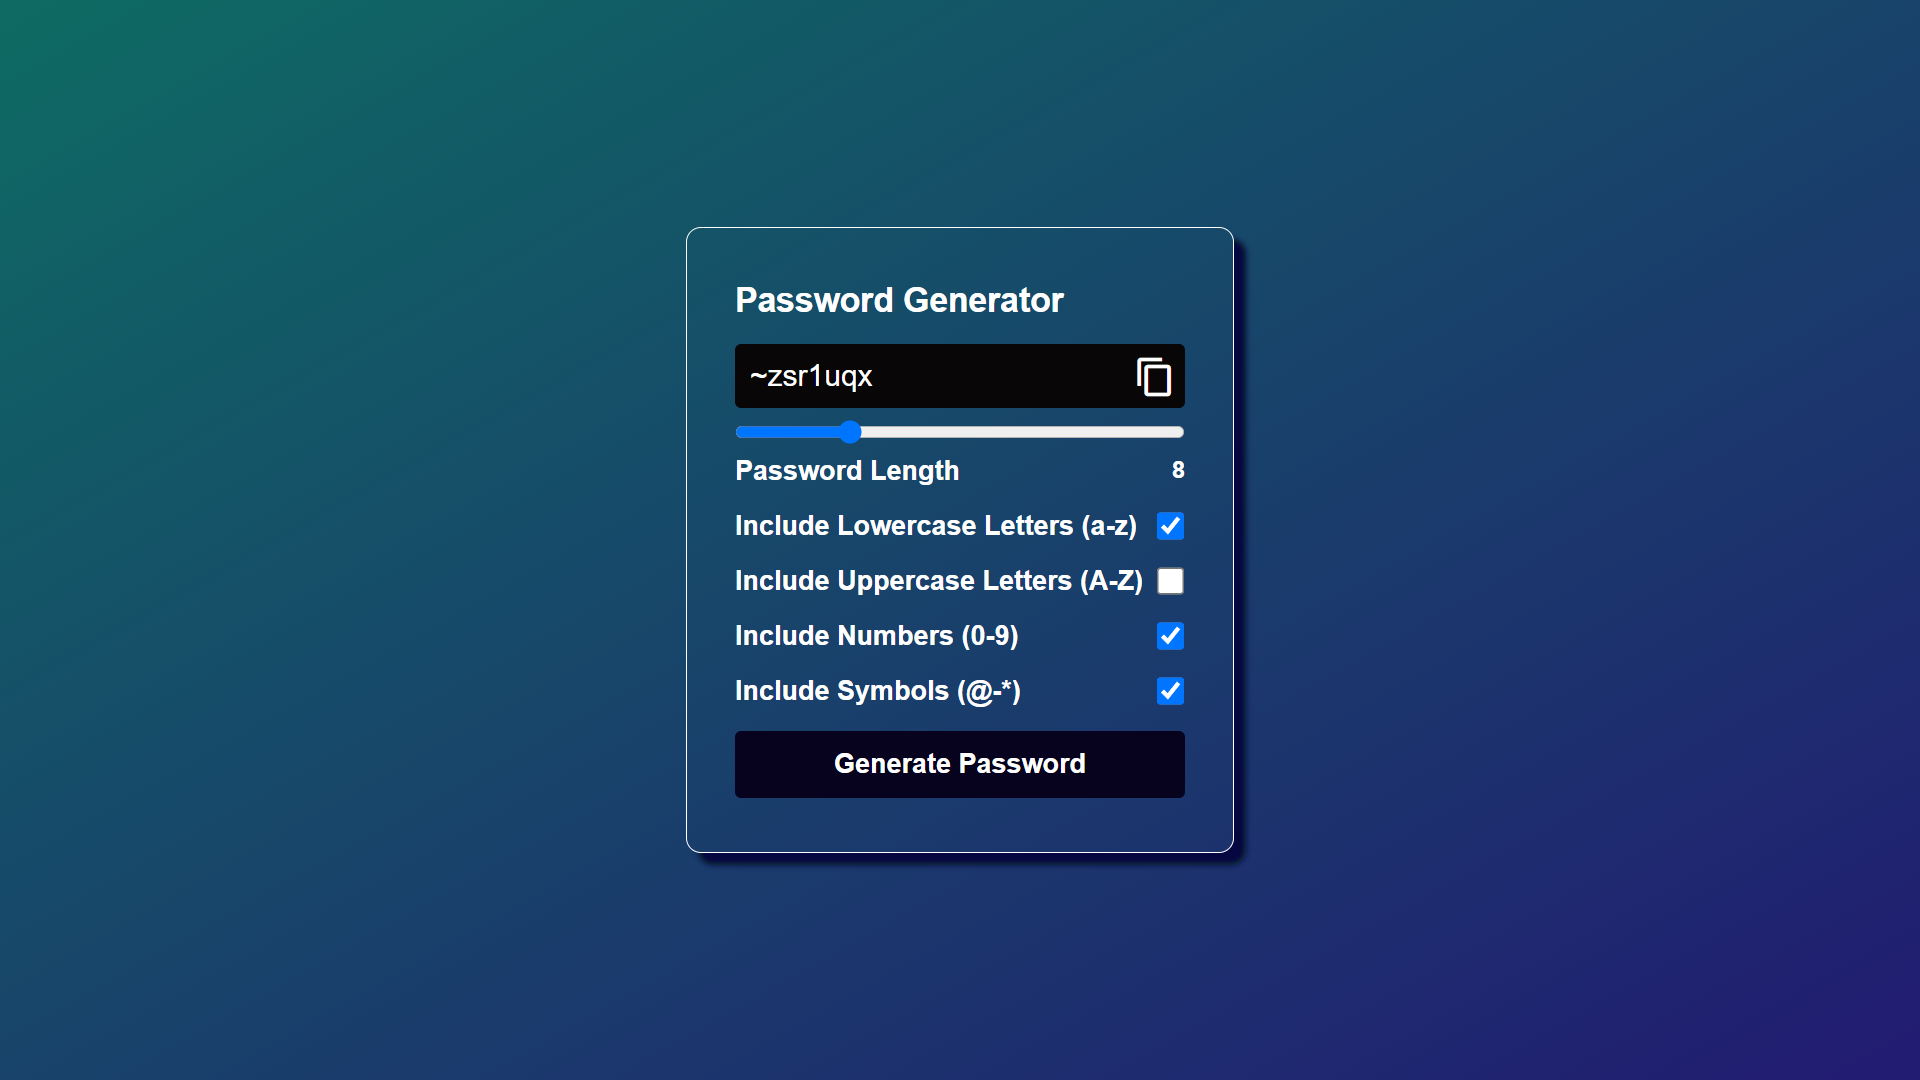 Password Generator
~zsr1uqx
Password Length 8
Include Lowercase Letters (a-z)
Include Uppercase Letters (A-Z)
Include Numbers (0-9)
Include Symbols (@-*)
Generate Password